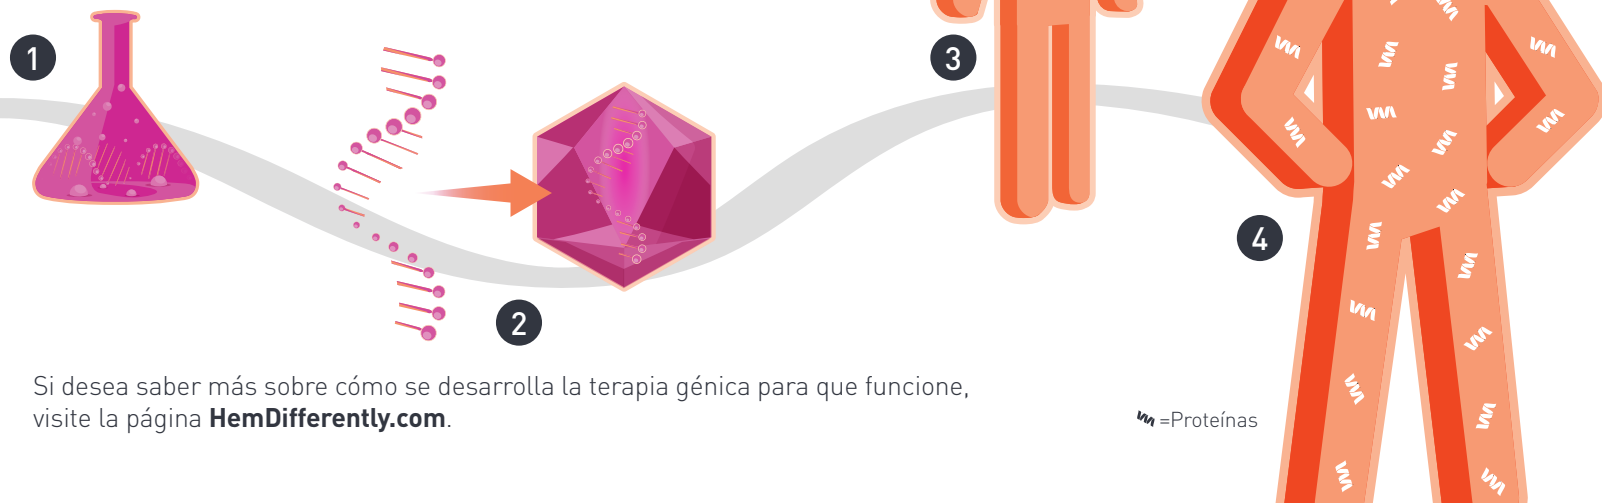 1
2
3
4
Si desea saber más sobre cómo se desarrolla la terapia génica para que funcione,
visite la página HemDifferently.com.
=Proteínas